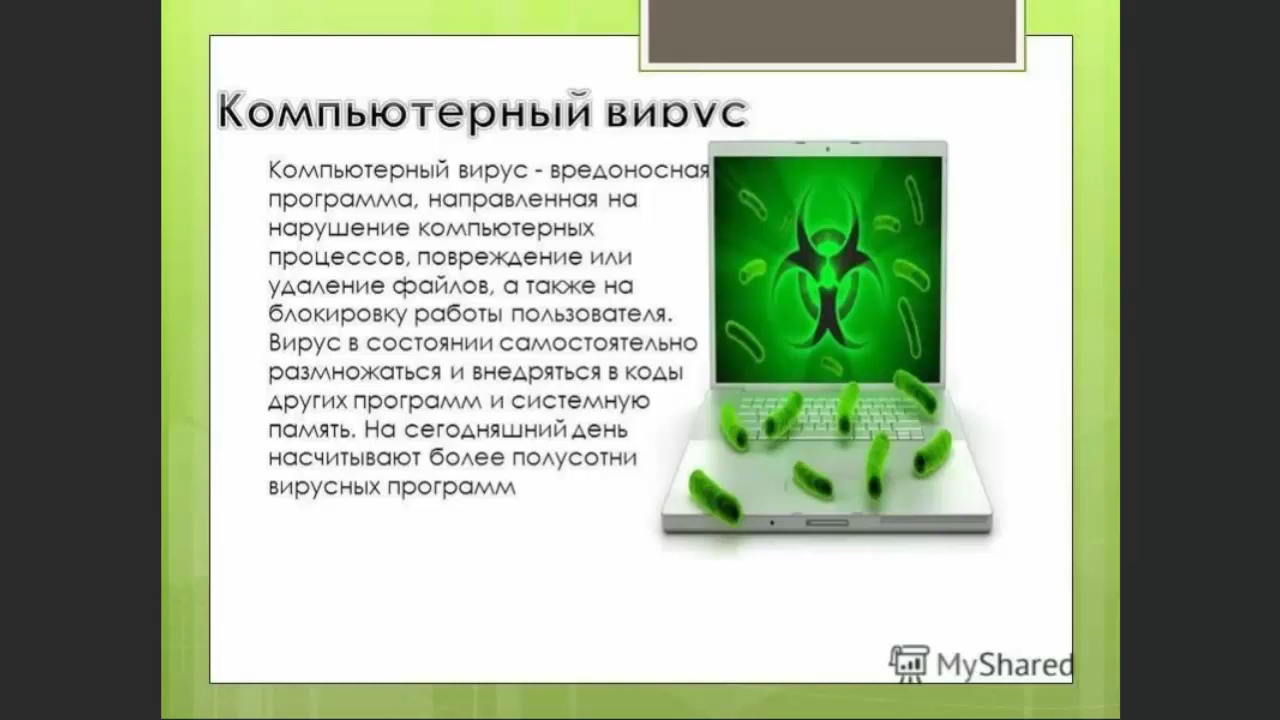 Компьютерный вирус
Компьютерный вирус - вредоносная
программа, направленная на
нарушение компьютерных
процессов, повреждение или
удаление файлов, а также на
блокировку работы пользователя.
Вирус в состоянии самостоятельно
размножаться и внедряться в коды
других программ и системную
память. На сегодняшний день
насчитывают более полусотни
вирусных программ
MyShared